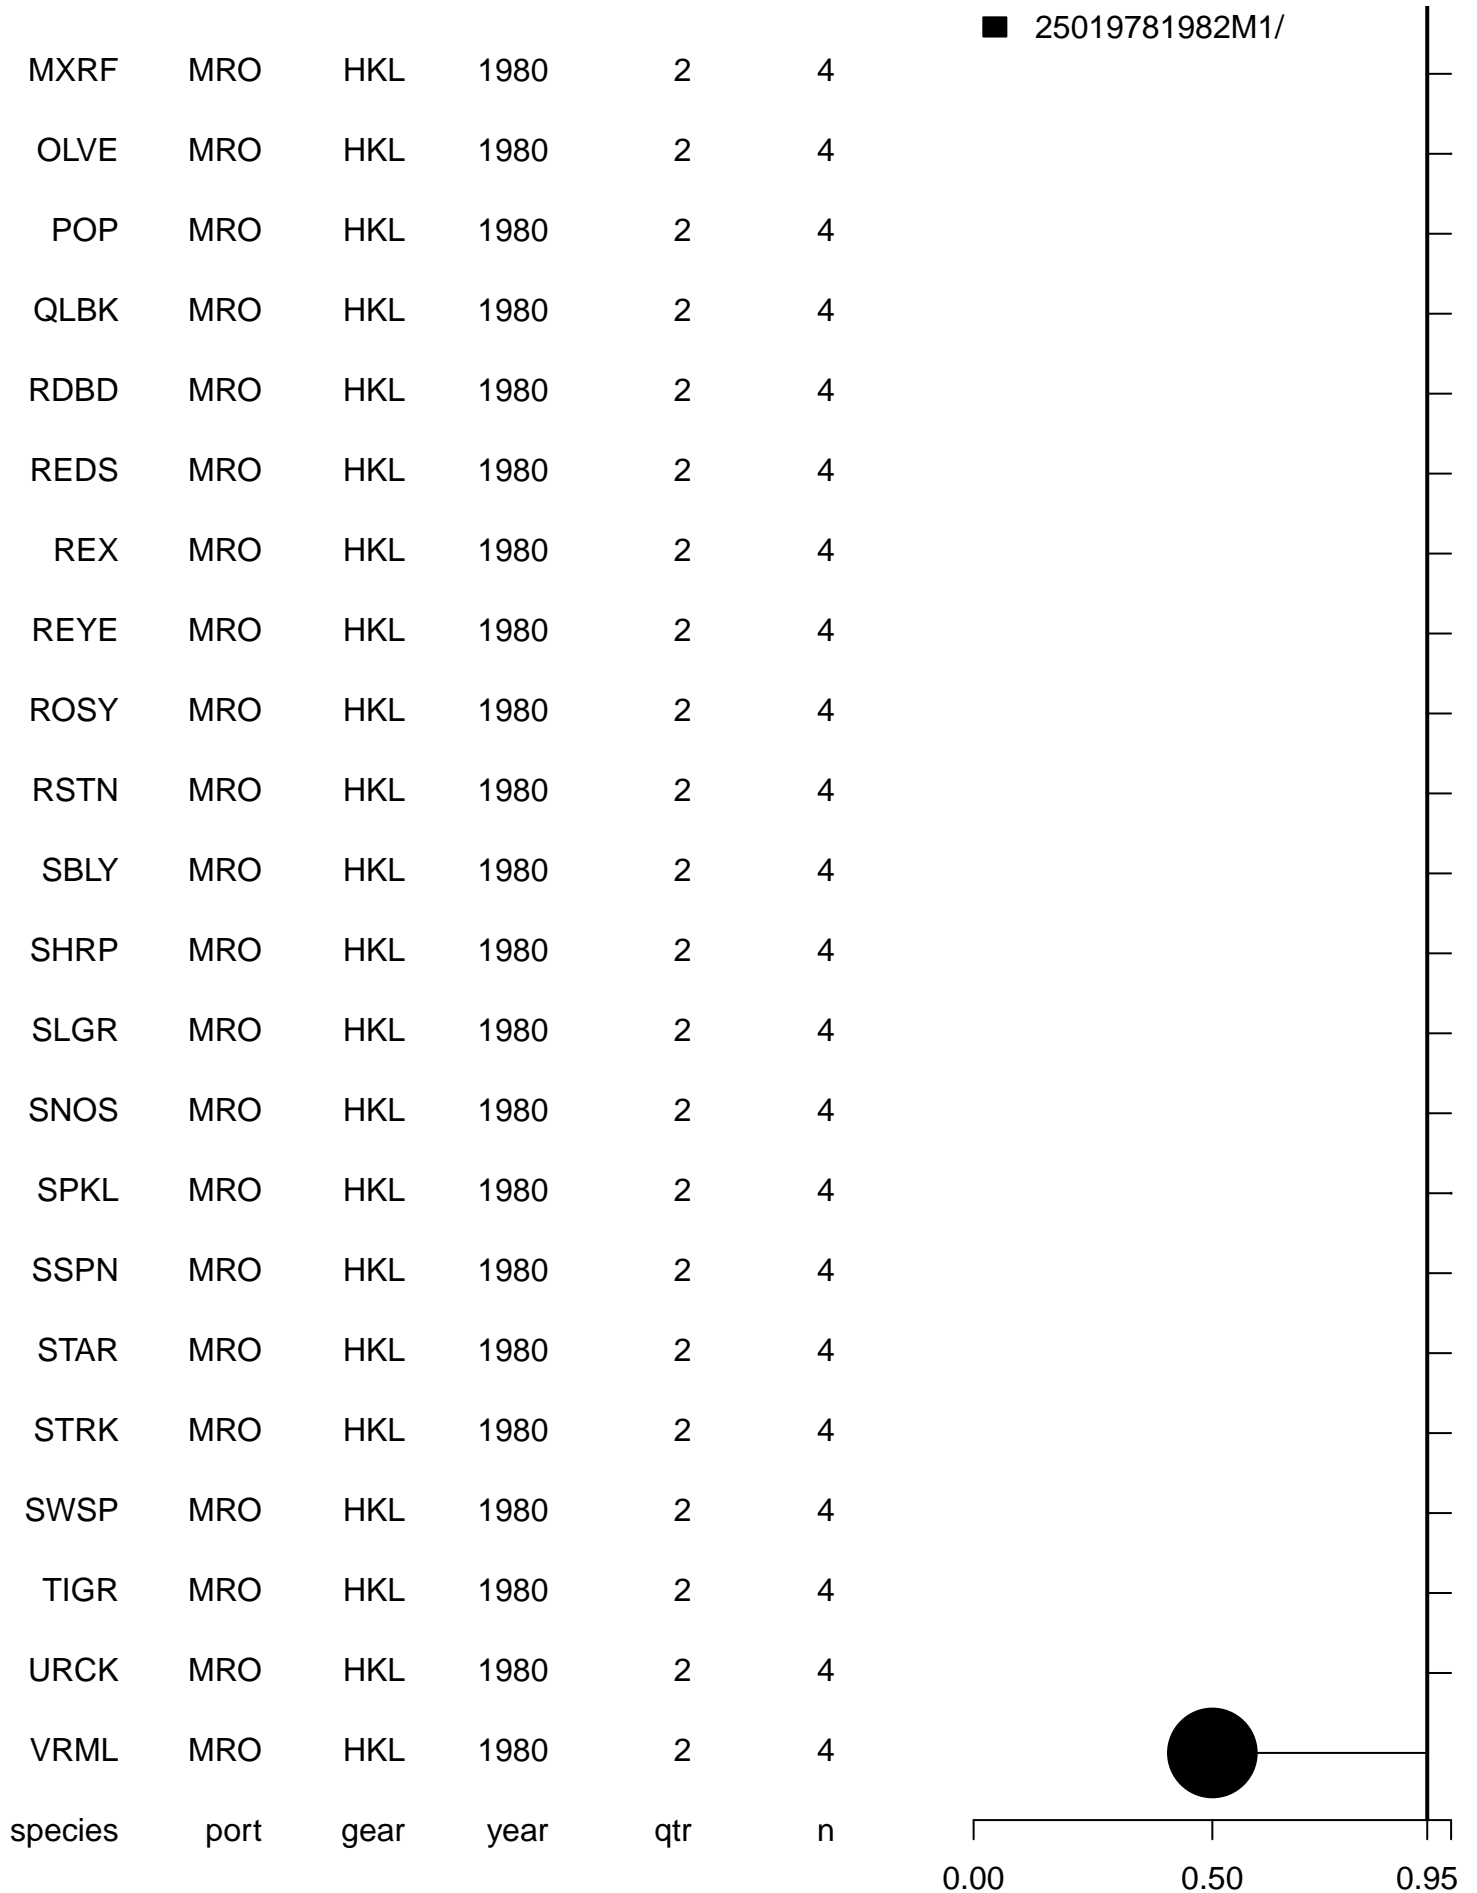 25019781982M1/
MXRF MRO HKL 1980 2 4
OLVE MRO HKL 1980 2 4
POP MRO HKL 1980 2 4
QLBK MRO HKL 1980 2 4
RDBD MRO HKL 1980 2 4
REDS MRO HKL 1980 2 4
REX MRO HKL 1980 2 4
REYE MRO HKL 1980 2 4
ROSY MRO HKL 1980 2 4
RSTN MRO HKL 1980 2 4
SBLY MRO HKL 1980 2 4
SHRP MRO HKL 1980 2 4
SLGR MRO HKL 1980 2 4
SNOS MRO HKL 1980 2 4
SPKL MRO HKL 1980 2 4
SSPN MRO HKL 1980 2 4
STAR MRO HKL 1980 2 4
STRK MRO HKL 1980 2 4
SWSP MRO HKL 1980 2 4
TIGR MRO HKL 1980 2 4
URCK MRO HKL 1980 2 4
VRML MRO HKL 1980 2 4
species port gear year qtr n
0.00 0.50 0.95